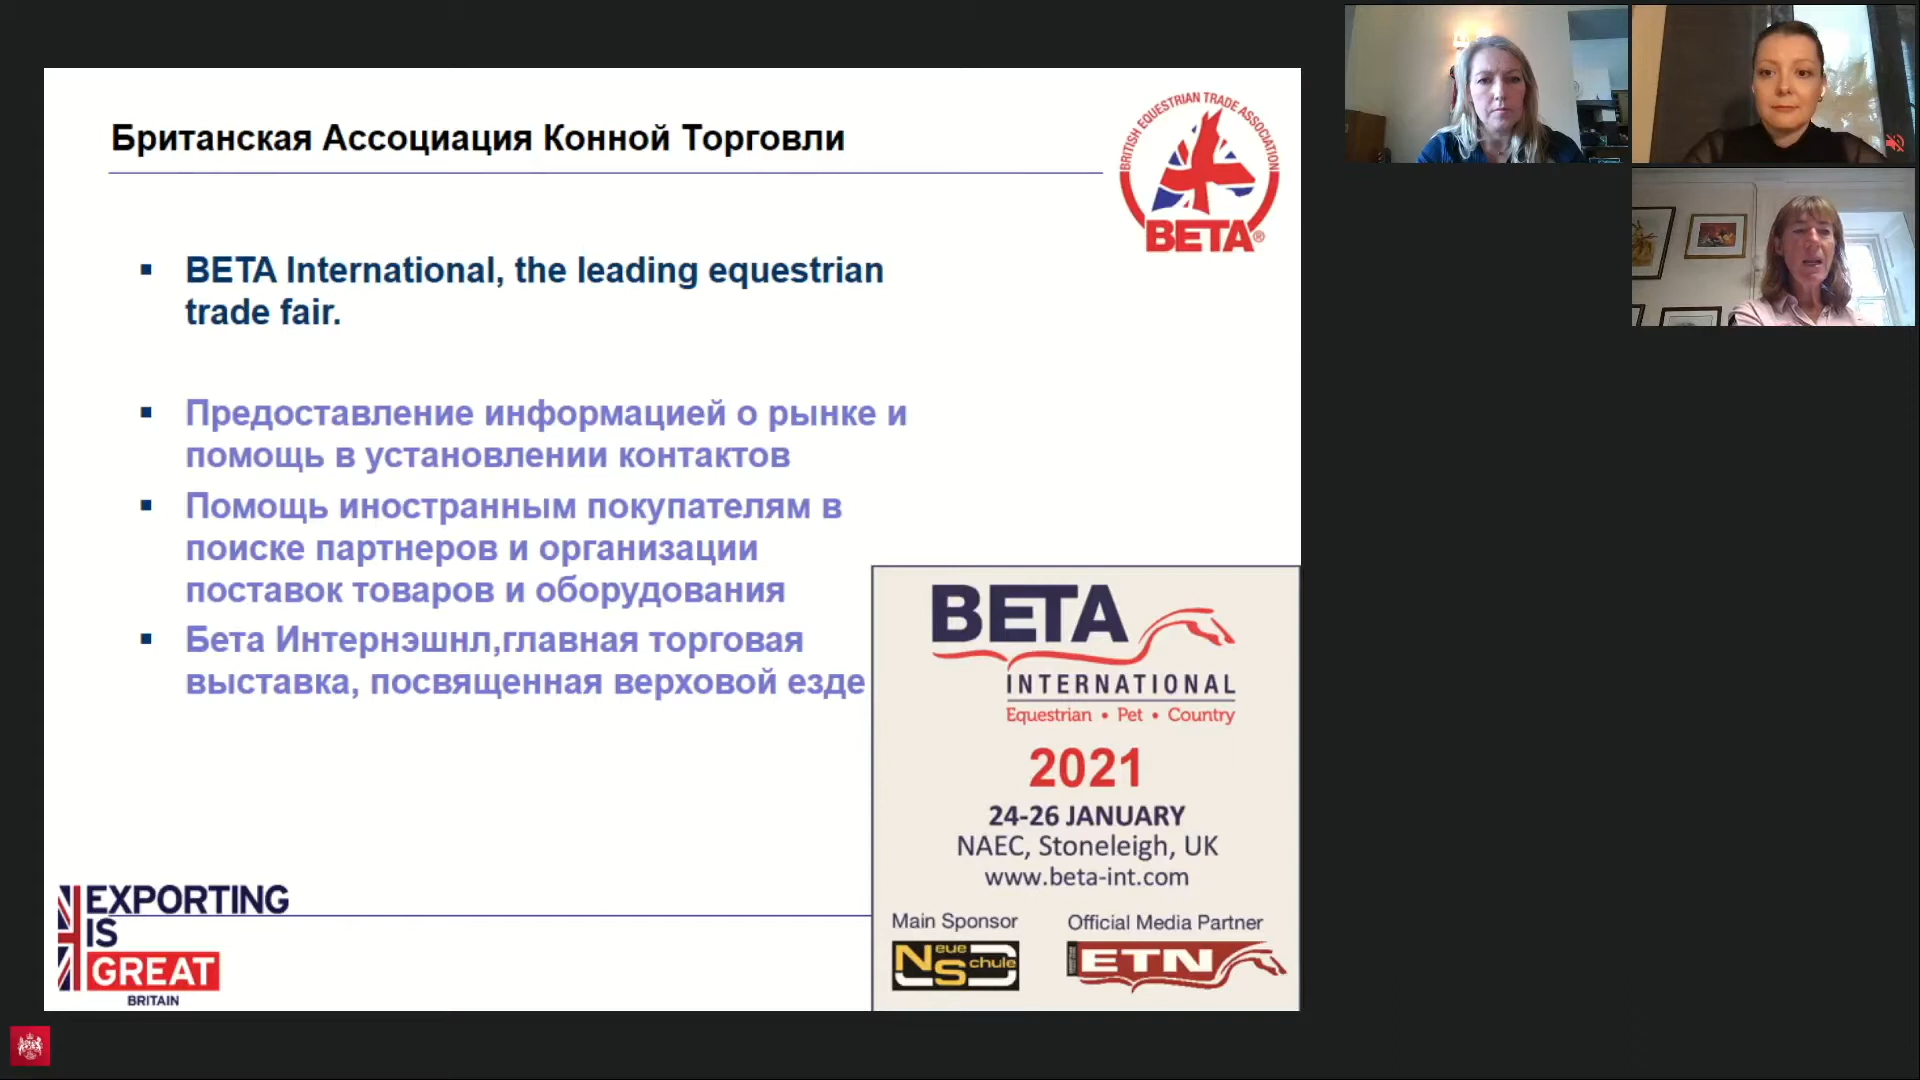 Британская Ассоциация Конной Торговли
BRITISH EQUESTRIAN TRADE ASSOCIATION
BETA®
▪ BETA International, the leading equestrian
trade fair.
▪ Предоставление информацией о рынке и
помощь в установлении контактов
▪ Помощь иностранным покупателям в
поиске партнеров и организации
поставок товаров и оборудования
▪ Бета Интернэшнл,главная торговая
выставка, посвященная верховой езде
BETA
INTERNATIONAL
Equestrian • Pet • Country
2021
24-26 JANUARY
NAEC, Stoneleigh, UK
www.beta-int.com
Main Sponsor
Official Media Partner
Neue
Schule
ETN
EXPORTING
IS
GREAT
BRITAIN